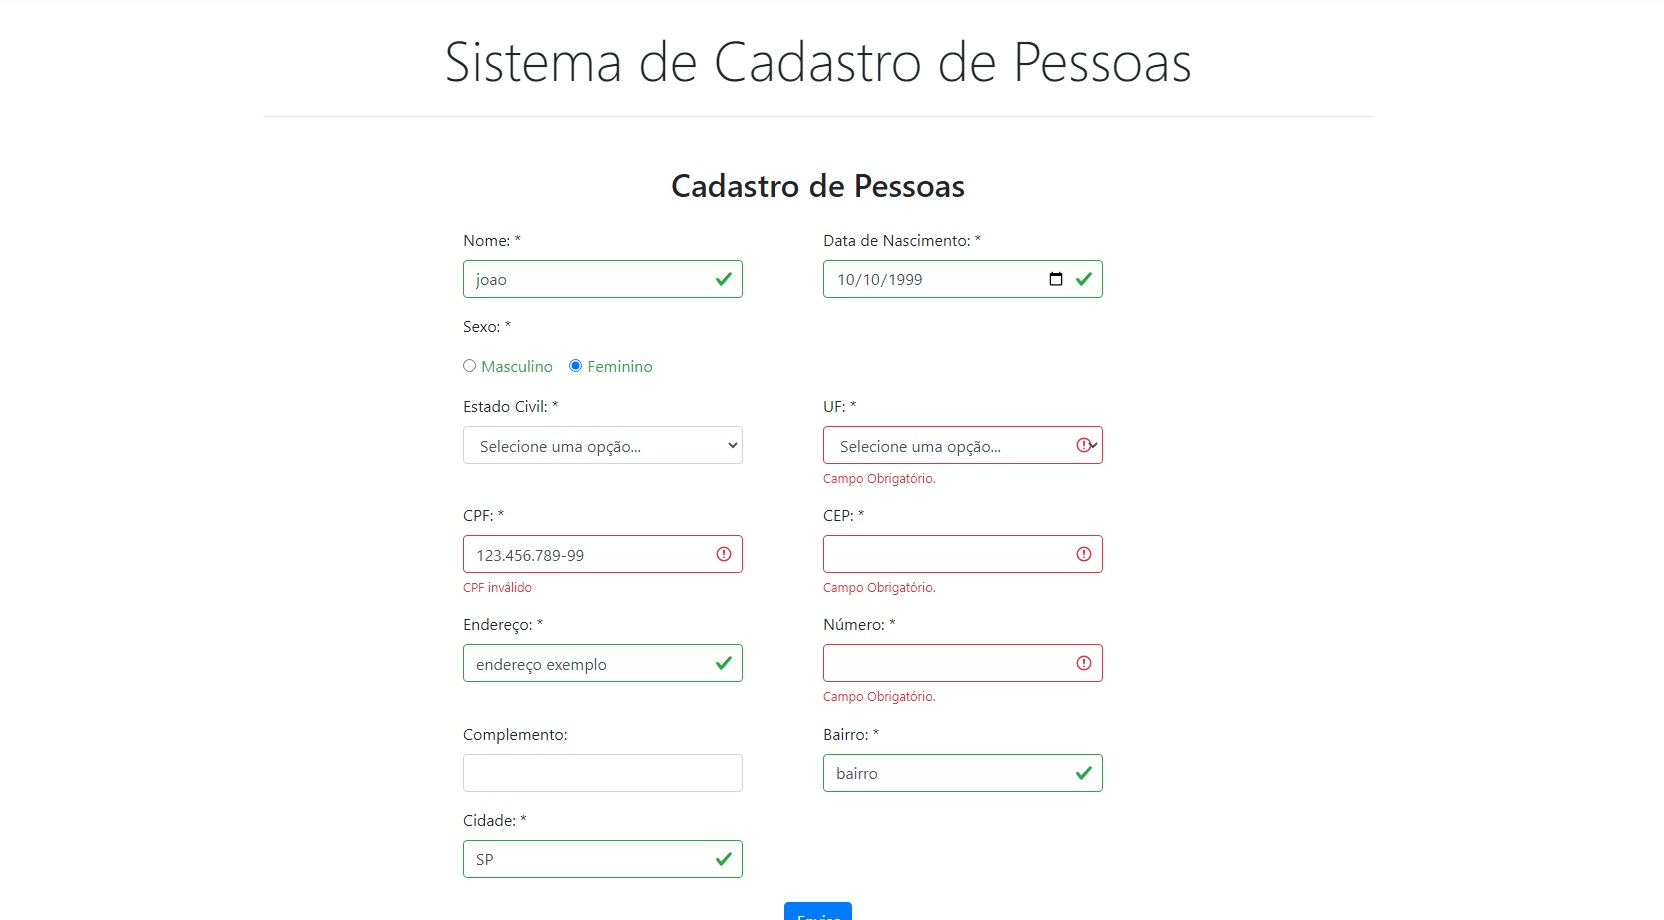 Sistema de Cadastro de Pessoas
Cadastro de Pessoas
Nome: *
Data de Nascimento: *
joao
10/10/1999
Sexo: *
Masculino Feminino
Estado Civil: *
UF: *
Selecione uma opção...
Selecione uma opção...
Campo Obrigatório.
CPF: *
CEP: *
123.456.789-99
CPF inválido
Campo Obrigatório.
Endereço: *
Número: *
endereço exemplo
Campo Obrigatório.
Complemento:
Bairro: *
bairro
Cidade: *
SP